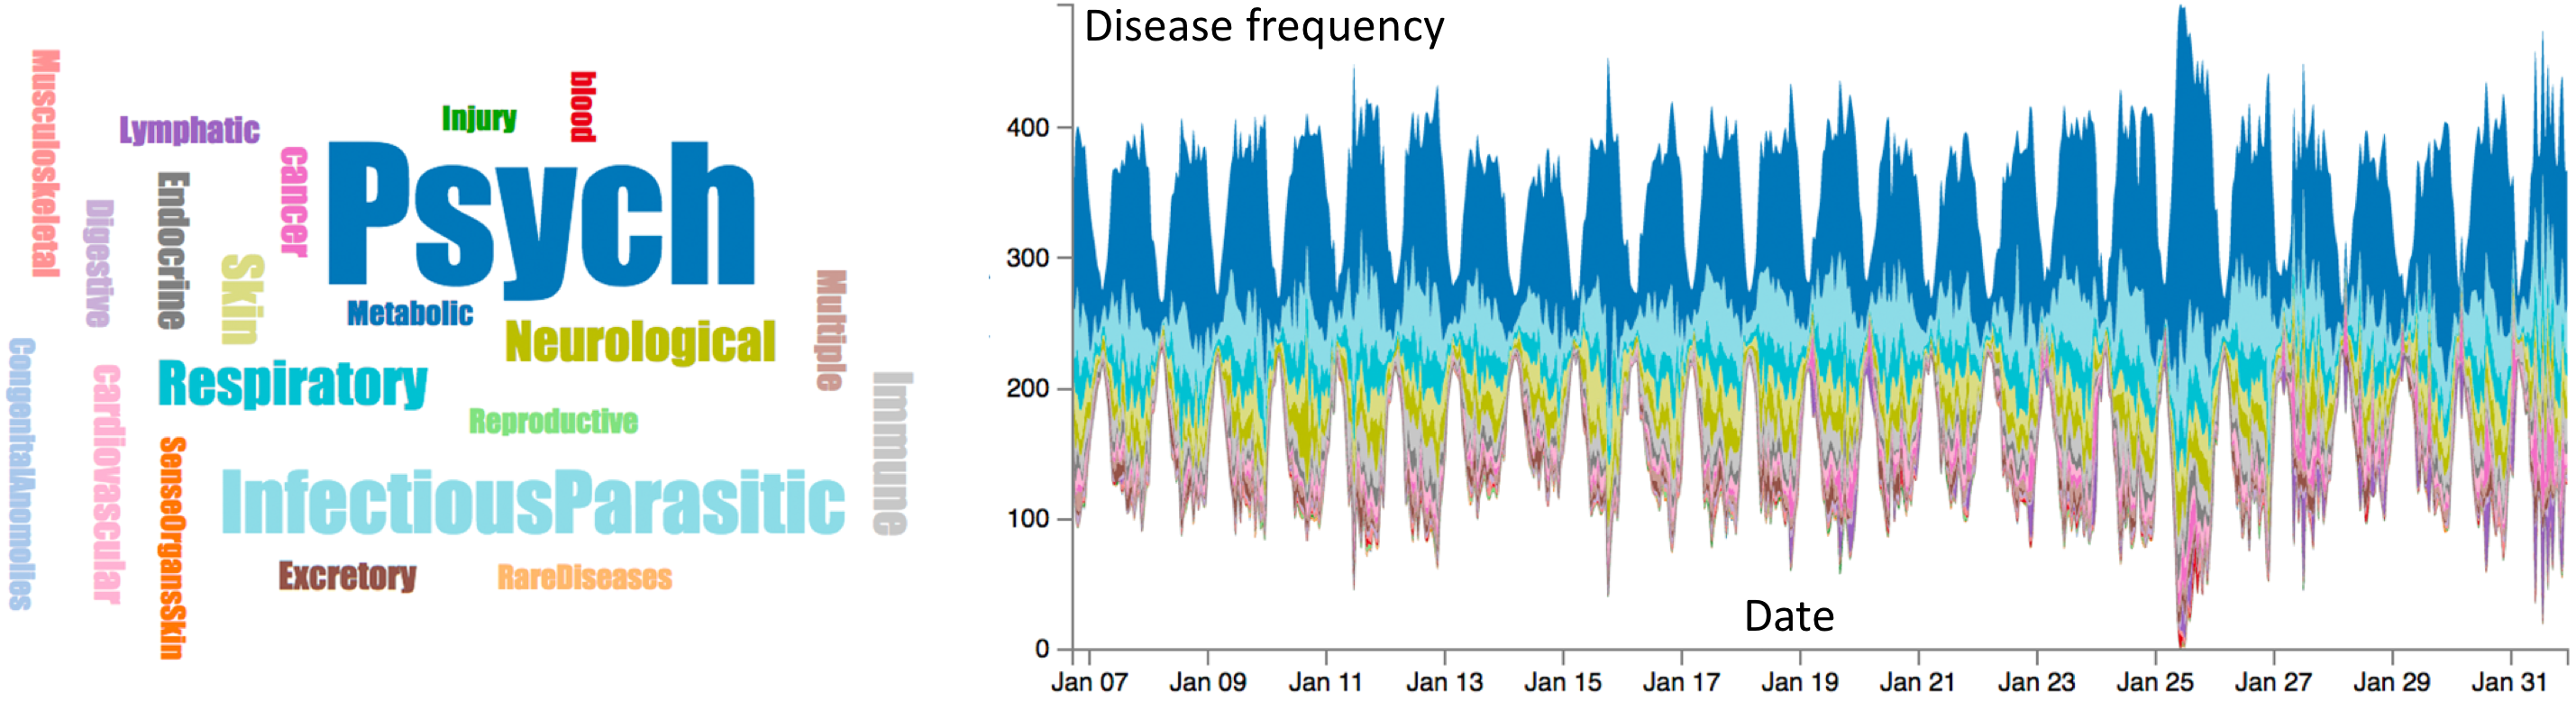 Musculoskeletal
Lymphatic
Injury
blood
cancer
Psych
Endocrine
Digestive
Skin
Metabolic
Multiple
Neurological
CongenitalAnomolies
cardiovascular
Respiratory
Immune
Reproductive
SenseOrgansSkin
InfectiousParasitic
Excretory
RareDiseases
Disease frequency
400
300
200
100
0
Date
Jan 07 Jan 09 Jan 11 Jan 13 Jan 15 Jan 17 Jan 19 Jan 21 Jan 23 Jan 25 Jan 27 Jan 29 Jan 31